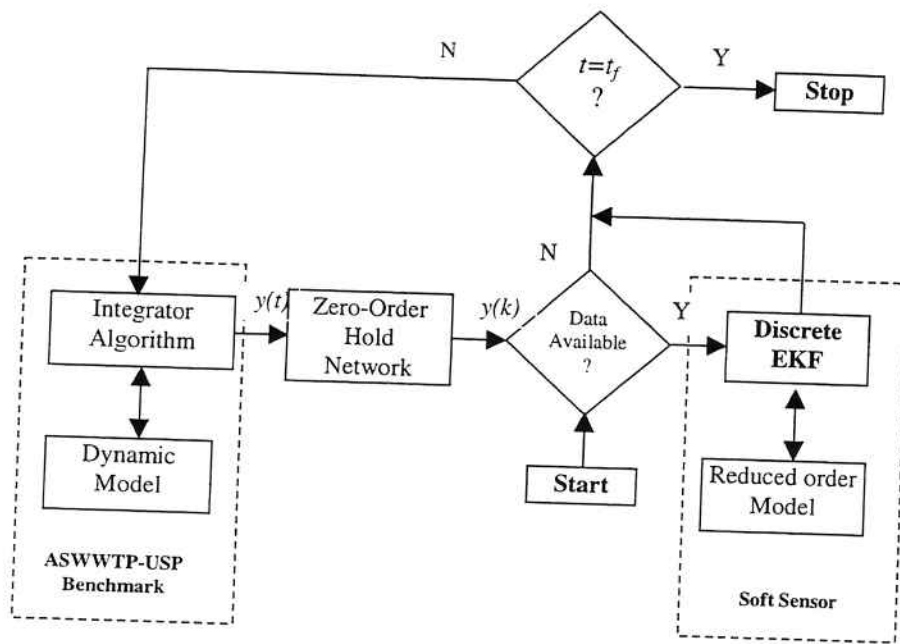 N
t=t_f
?
Y
Stop
Integrator
Algorithm
y(t)
Zero-Order
Hold
Network
y(k)
N
Data
Available
?
Y
Discrete
EKF
Dynamic
Model
Start
Reduced order
Model
ASWWTP-USP
Benchmark
Soft Sensor